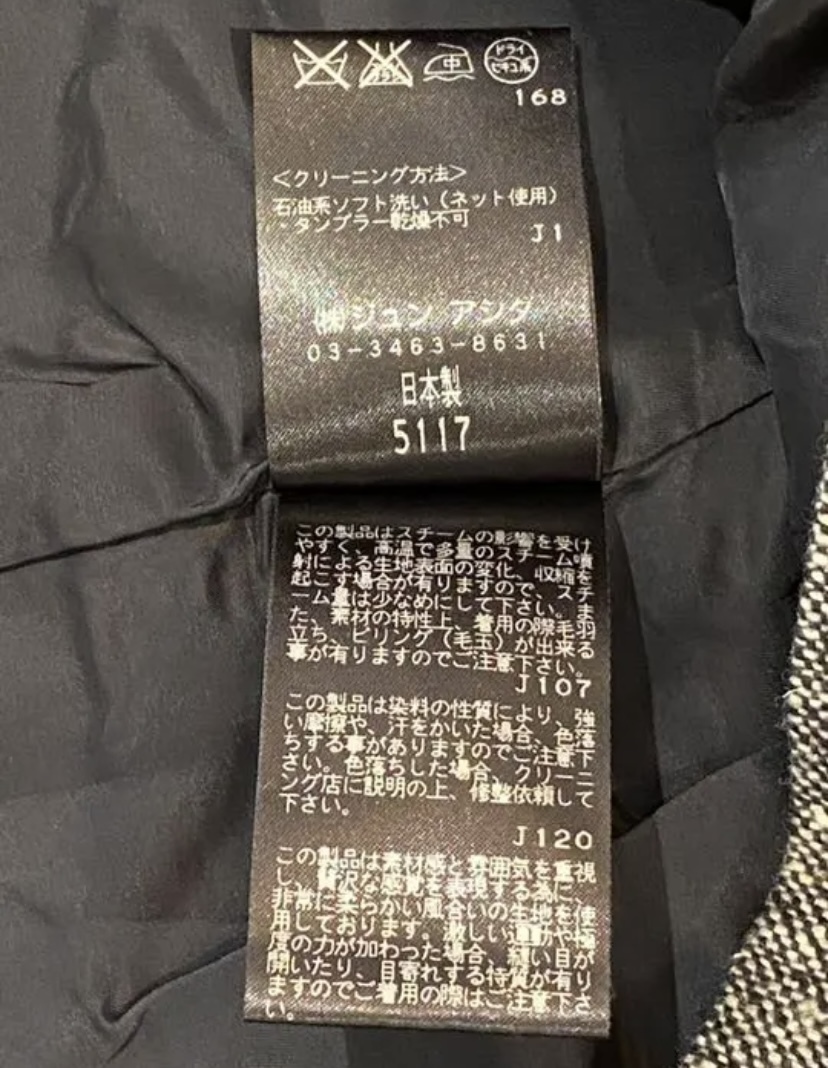 中 ドライ
セキユ系
168
<クリーニング方法>
石油系ソフト洗い(ネット使用)
・タンブラー乾燥不可
J1
㈱ジュン アシダ
03-3463-8631
日本製
5117
この製品はスチームの影響を受け
やすく、高温で多量のスチーム噴
射による生地表面の変化、収縮を
起こす場合が有りますので、スチ
ーム量は少なめにして下さい。ま
た、素材の特性上、着用の際毛羽
立ち、ピリング(毛玉)が出来る
事が有りますのでご注意下さい。
J107
この製品は染料の性質により、強
い摩擦や、汗をかいた場合、色落
ちする事がありますのでご注意下
さい。色落ちした場合、クリーニ
ング店に説明の上、修整依頼して
下さい。
J120
この製品は素材感と雰囲気を重視
し、贅沢な感覚を表現する為に、
非常に柔らかい風合いの生地を使
用しております。激しい運動や極
度の力が加わった場合、縫い目が
開いたり、目寄れする特質が有り
ますのでご着用の際はご注意下さ
い。